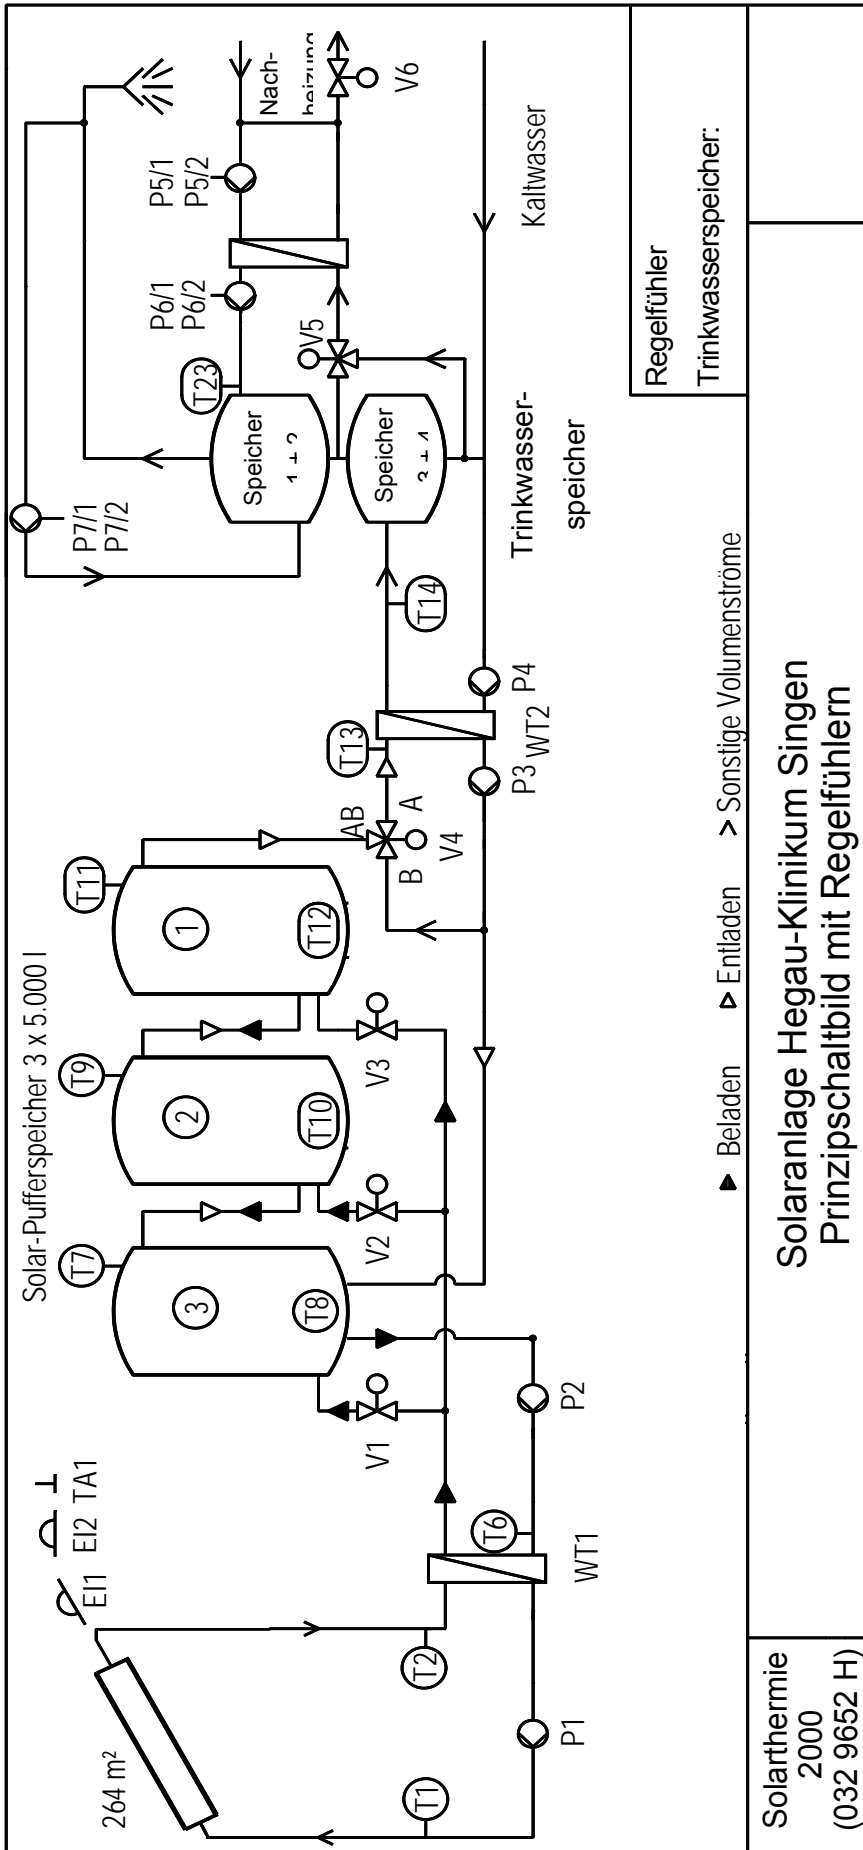 Solar-Pufferspeicher 3 x 5.000 l
264 m²
EI1
EI2
TA1
T1
T2
P1
WT1
T6
P2
V1
V2
V3
T7
T8
3
T9
T10
2
T11
T12
1
AB
A
B
V4
T13
P3
WT2
P4
T14
P7/1
P7/2
Speicher
Speicher
T23
V5
P6/1
P6/2
P5/1
P5/2
Nach-
heizung
V6
Kaltwasser
Trinkwasser-
speicher
Beladen
Entladen
Sonstige Volumenströme
Regelfühler
Trinkwasserspeicher:
Solarthermie
2000
(032 9652 H)
Solaranlage Hegau-Klinikum Singen
Prinzipschaltbild mit Regelfühlern